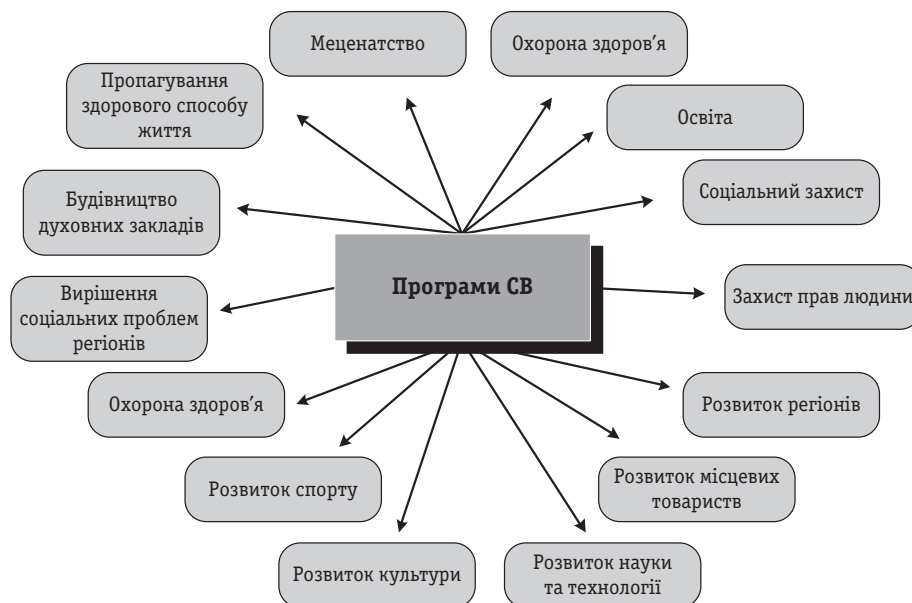 Меценатство
Охорона здоров’я
Пропагування
здорового способу
життя
Освіта
Будівництво
духовних закладів
Соціальний захист
Програми СВ
Вирішення
соціальних проблем
регіонів
Захист прав людини
Охорона здоров’я
Розвиток регіонів
Розвиток спорту
Розвиток місцевих
товариств
Розвиток культури
Розвиток науки
та технології